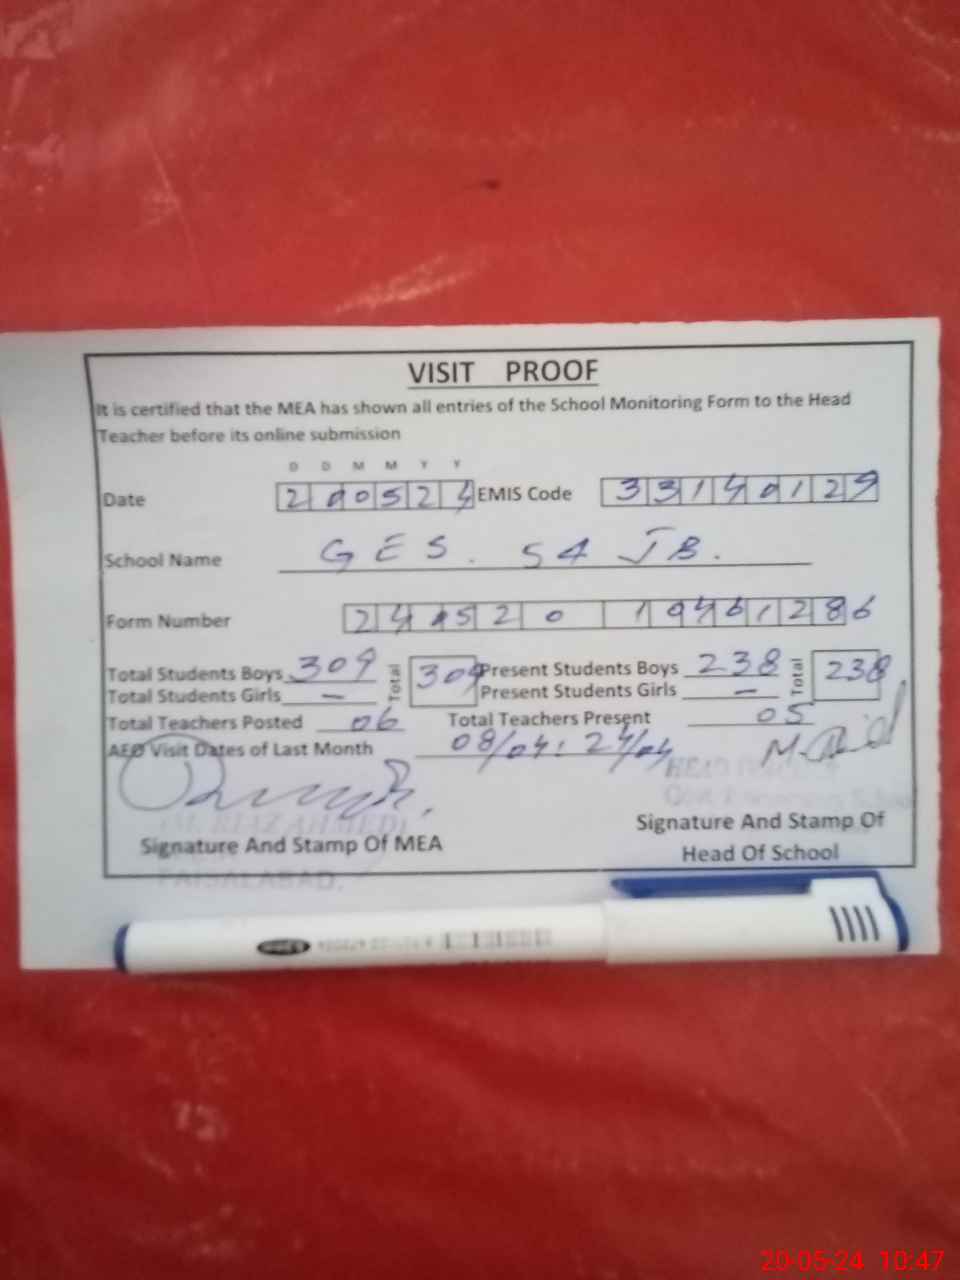 VISIT PROOF
It is certified that the MEA has shown all entries of the School Monitoring Form to the Head
Teacher before its online submission
D D M M Y Y
Date 200524 EMIS Code 33140129
School Name GES. 54 JB.
Form Number
Total Students Boys 309 Total 309 Present Students Boys 238 Total 238
Total Students Girls — Present Students Girls —
Total Teachers Posted 06 Total Teachers Present 05
AEO Visit Dates of Last Month 08/04: 24/04
HEAD
(M. RIAZ AHMED)
Signature And Stamp Of MEA Signature And Stamp Of
Head Of School
FAISALABAD.
20-05-24 10:47